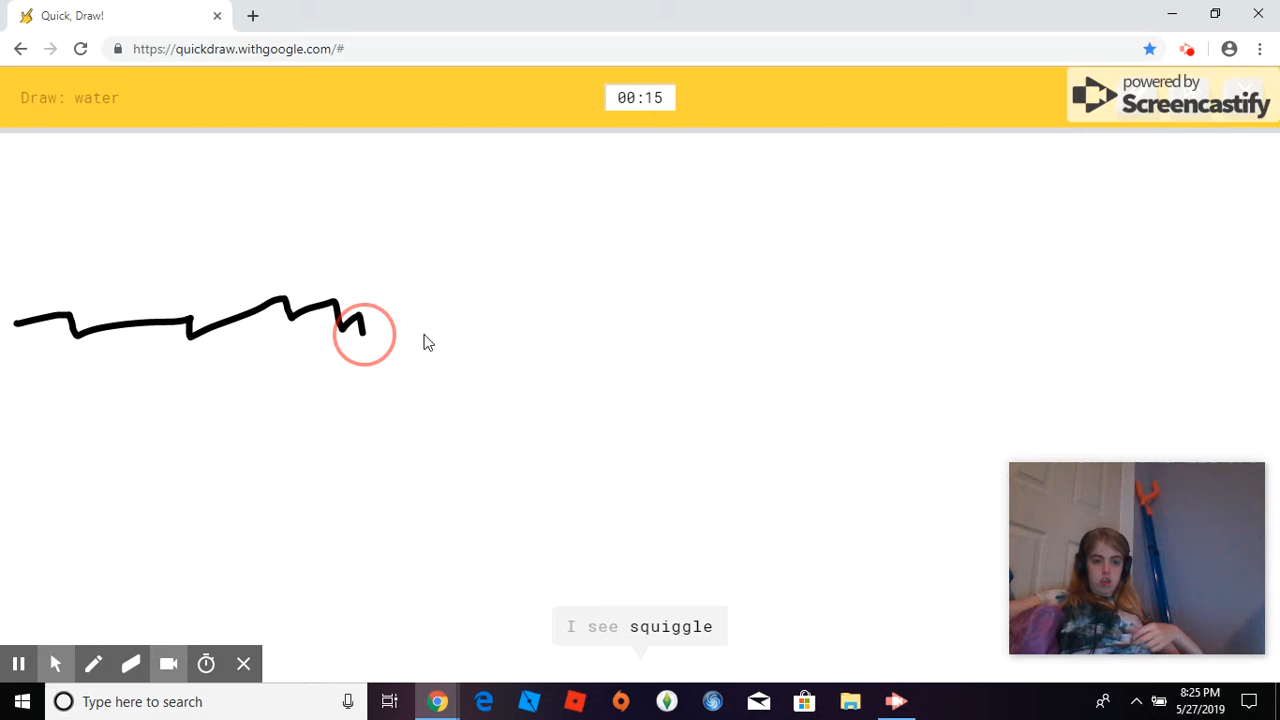 Quick, Draw!
https://quickdraw.withgoogle.com/#
Draw: water
00:15
powered by
Screencastify
I see squiggle
Type here to search
8:25 PM
5/27/2019